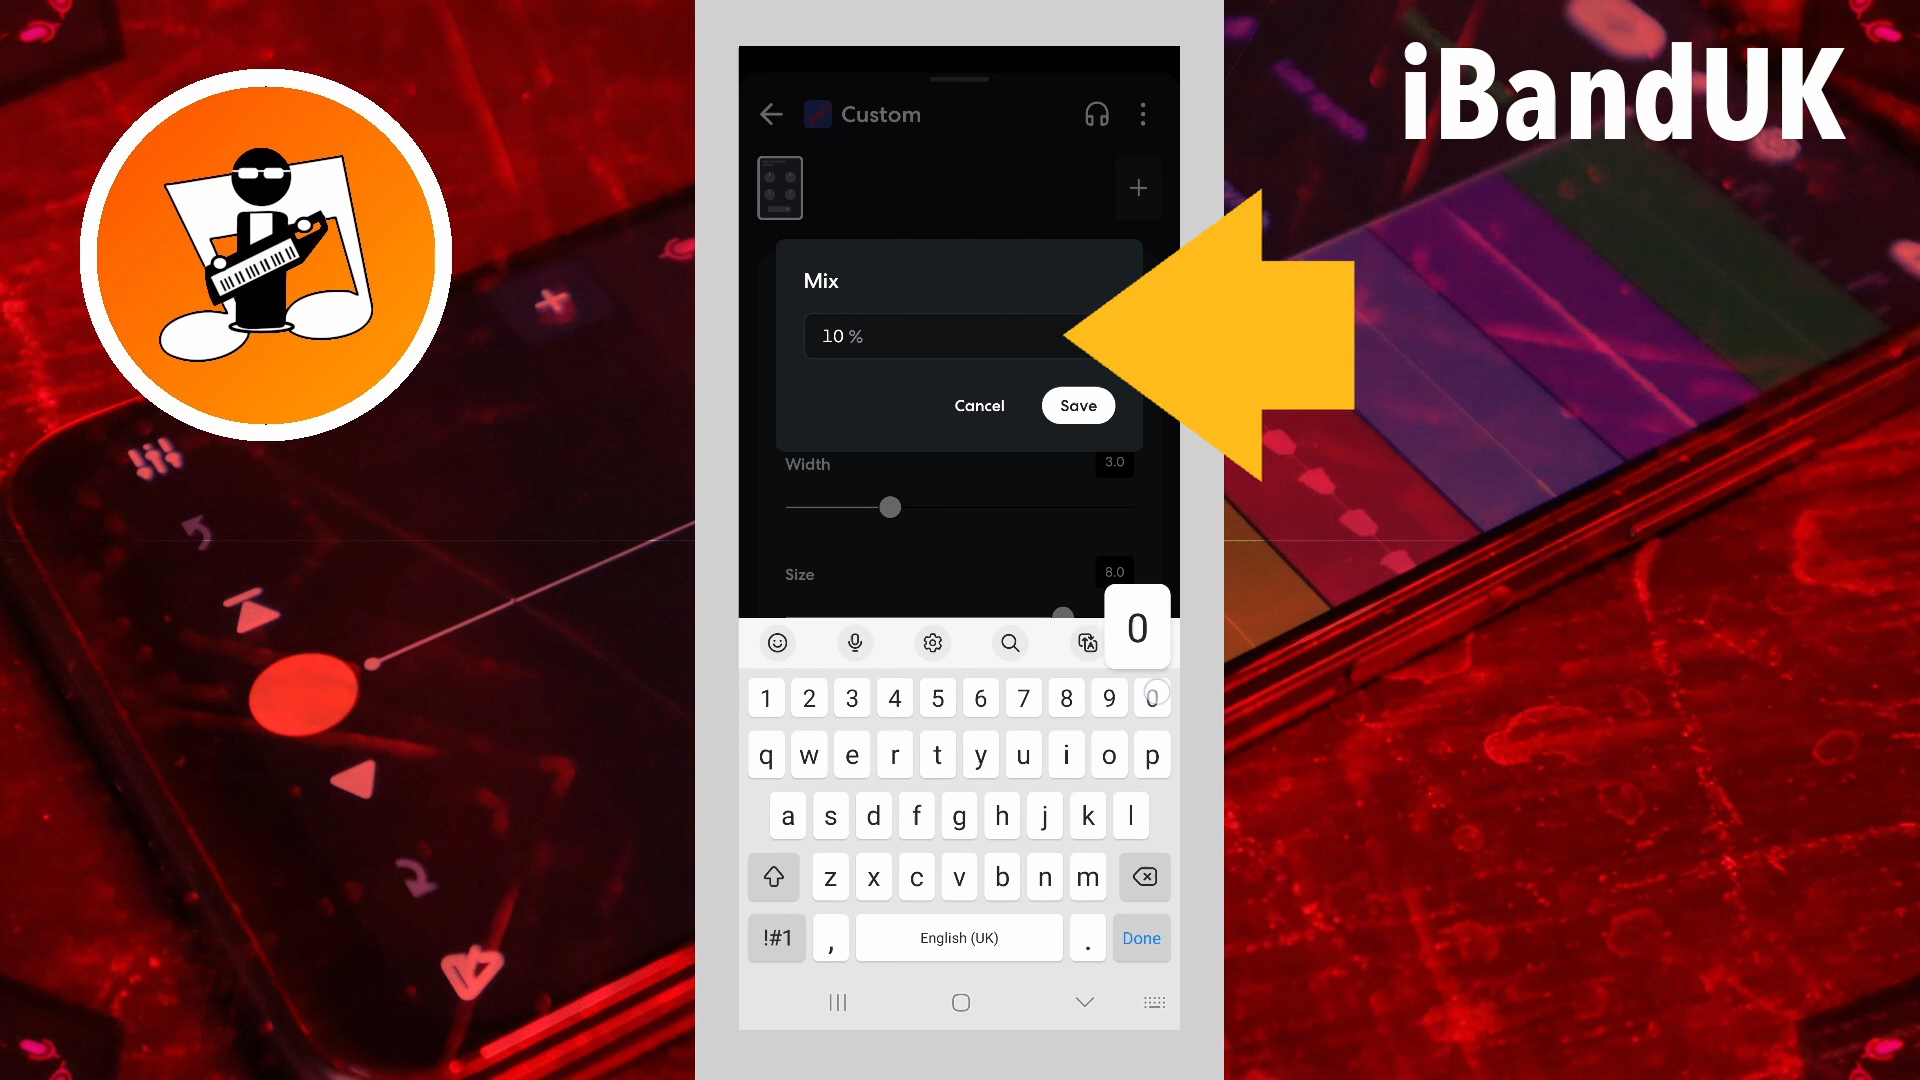 iBandUK
Custom
Mix
10 %
Cancel
Save
Width
3.0
Size
8.0
0
1 2 3 4 5 6 7 8 9 0
q w e r t y u i o p
a s d f g h j k l
z x c v b n m
!#1 , English (UK) . Done